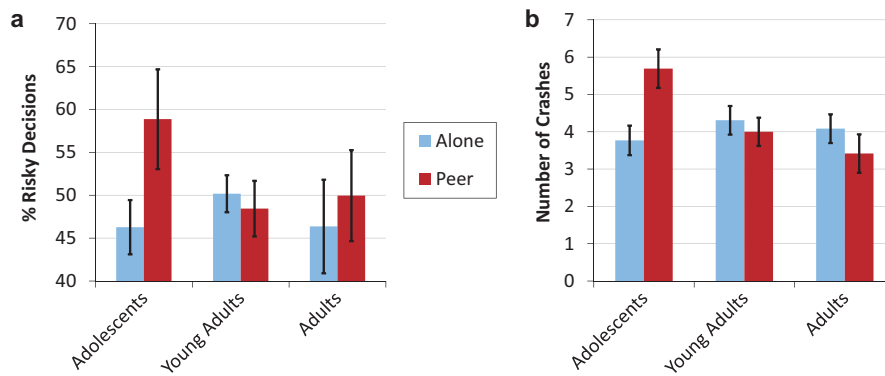 a
% Risky Decisions
70
65
60
55
50
45
40
Adolescents
Young Adults
Adults
Alone
Peer
b
Number of Crashes
7
6
5
4
3
2
1
0
Adolescents
Young Adults
Adults